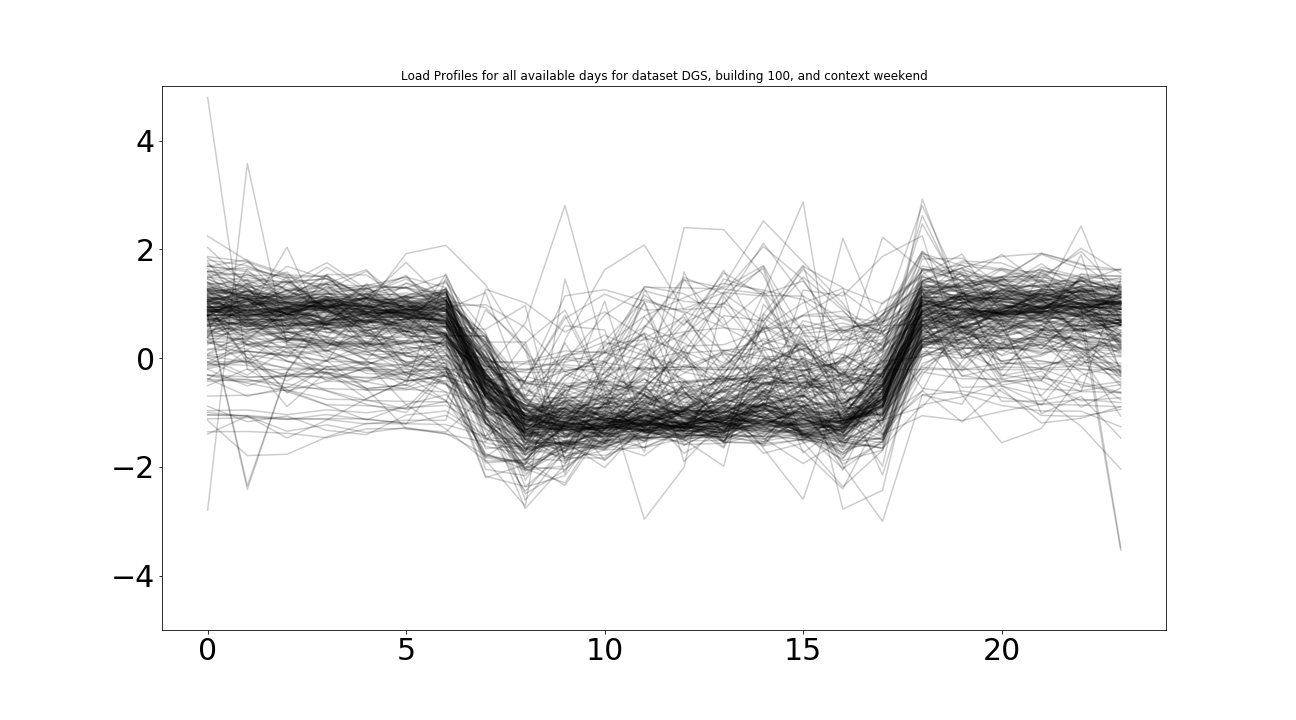 Load Profiles for all available days for dataset DGS, building 100, and context weekend
4
2
0
−2
−4
0 5 10 15 20